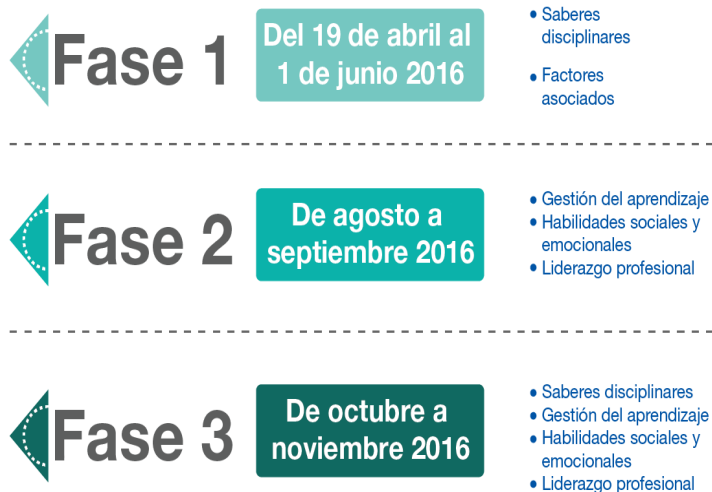 Fase 1
Del 19 de abril al
1 de junio 2016
• Saberes
disciplinares
• Factores
asociados
Fase 2
De agosto a
septiembre 2016
• Gestión del aprendizaje
• Habilidades sociales y
emocionales
• Liderazgo profesional
Fase 3
De octubre a
noviembre 2016
• Saberes disciplinares
• Gestión del aprendizaje
• Habilidades sociales y
emocionales
• Liderazgo profesional